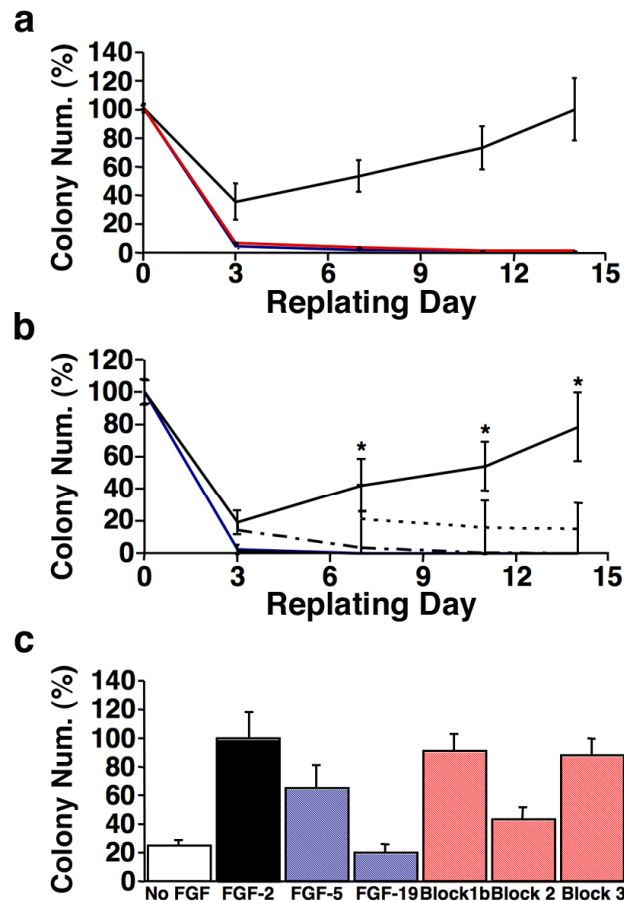 a
Colony Num. (%)
140
120
100
80
60
40
20
0
0 3 6 9 12 15
Replating Day
b
Colony Num. (%)
120
100
80
60
40
20
0
* * *
0 3 6 9 12 15
Replating Day
c
Colony Num. (%)
140
120
100
80
60
40
20
0
No FGF FGF-2 FGF-5 FGF-19 Block1b Block 2 Block 3